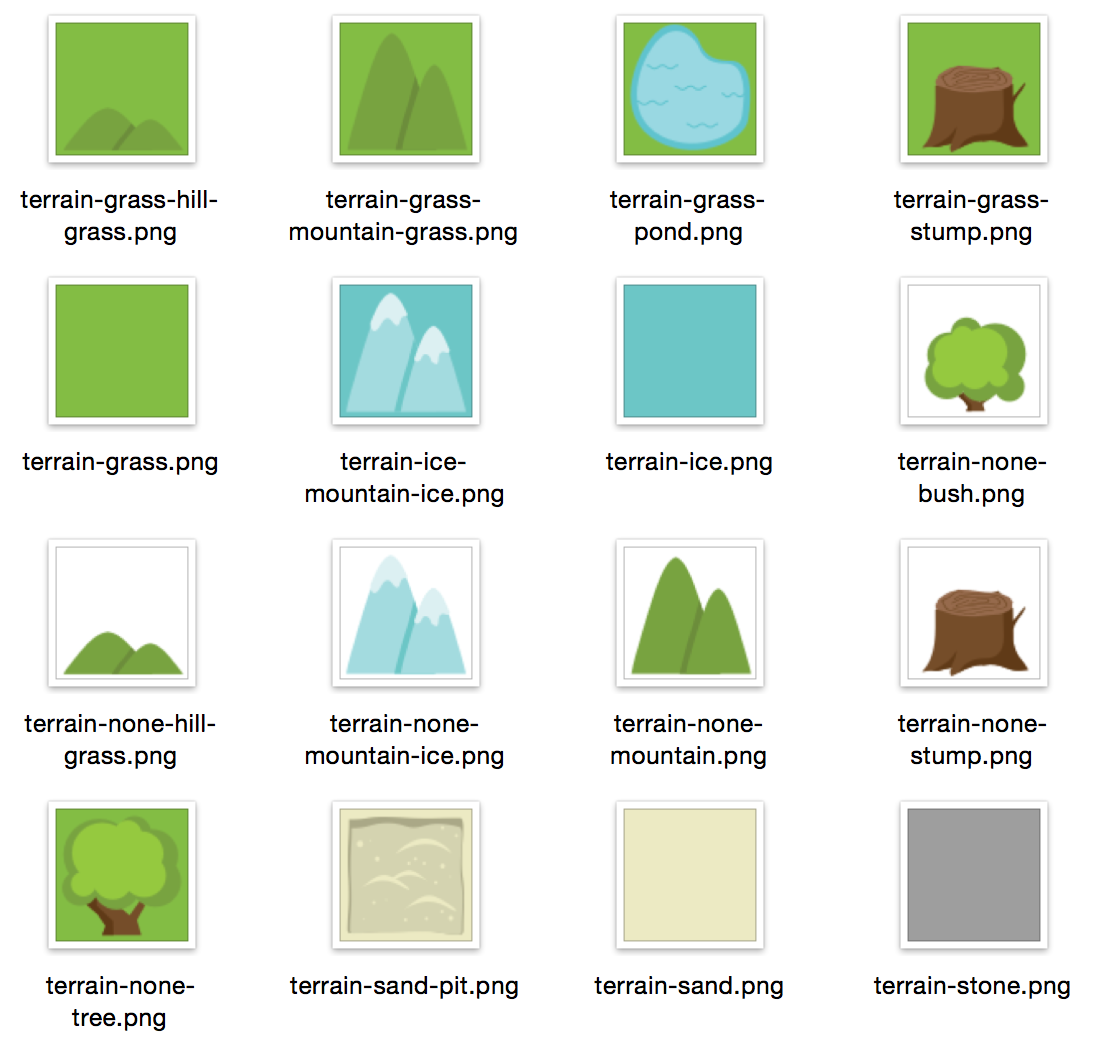 terrain-grass-hill-
grass.png
terrain-grass-
mountain-grass.png
terrain-grass-
pond.png
terrain-grass-
stump.png
terrain-grass.png
terrain-ice-
mountain-ice.png
terrain-ice.png
terrain-none-
bush.png
terrain-none-hill-
grass.png
terrain-none-
mountain-ice.png
terrain-none-
mountain.png
terrain-none-
stump.png
terrain-none-
tree.png
terrain-sand-pit.png
terrain-sand.png
terrain-stone.png